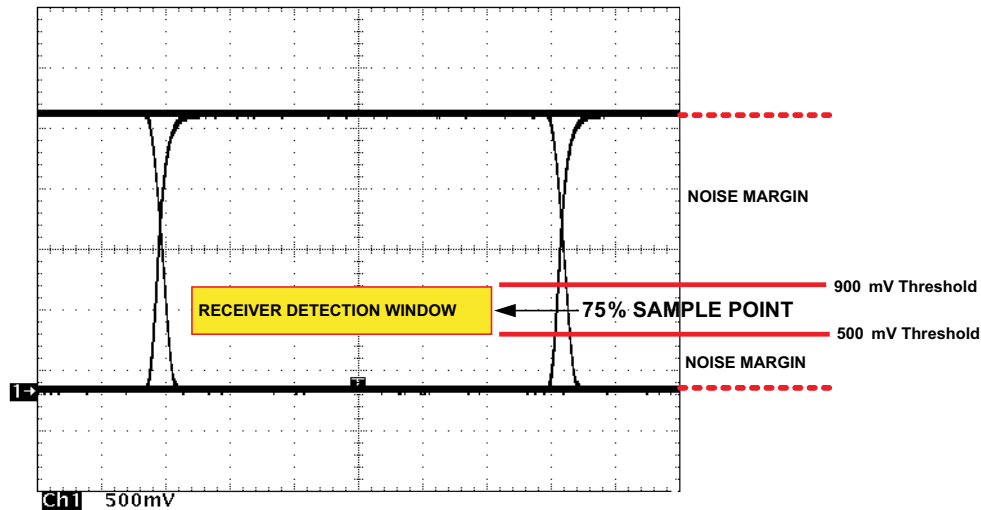 NOISE MARGIN
900 mV Threshold
RECEIVER DETECTION WINDOW
75% SAMPLE POINT
500 mV Threshold
NOISE MARGIN
T
1
Ch1 500mV